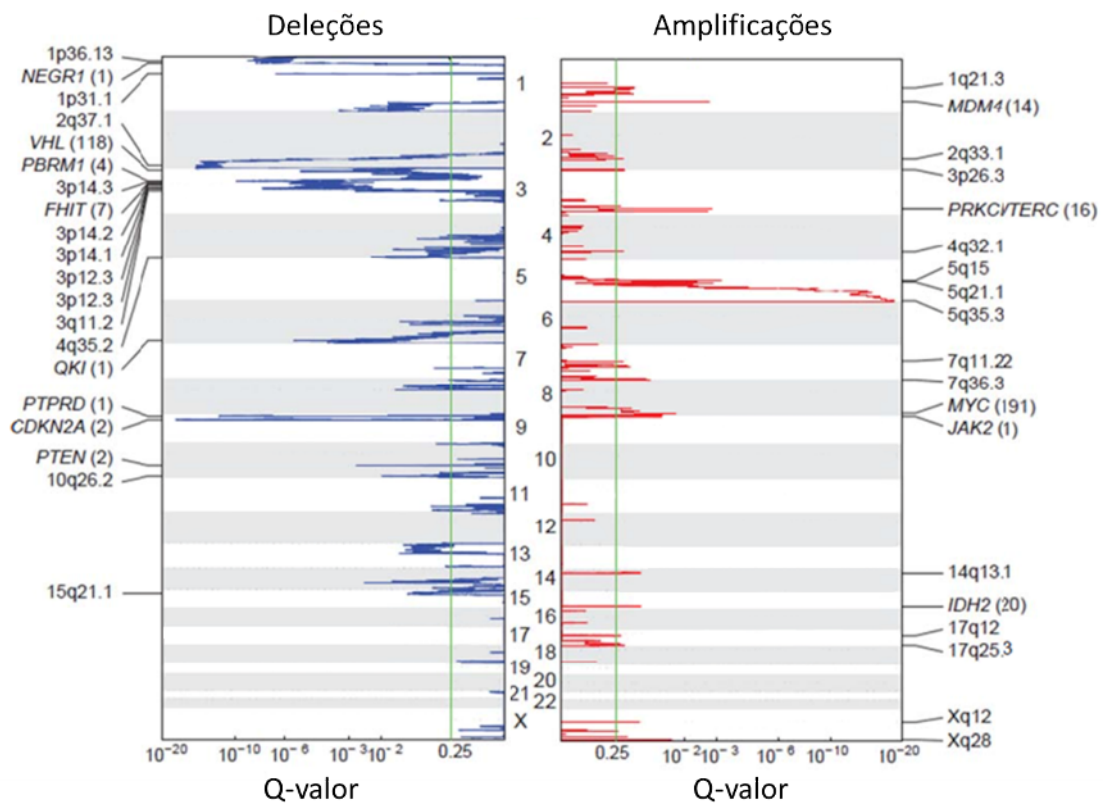 Deleções
Amplificações
1p36.13
NEGR1 (1)
1p31.1
2q37.1
VHL (118)
PBRM1 (4)
3p14.3
FHIT (7)
3p14.2
3p14.1
3p12.3
3p12.3
3q11.2
4q35.2
QKI (1)
PTPRD (1)
CDKN2A (2)
PTEN (2)
10q26.2
15q21.1
1
2
3
4
5
6
7
8
9
10
11
12
13
14
15
16
17
18
19
20
21
22
X
1q21.3
MDM4 (14)
2q33.1
3p26.3
PRKCI/TERC (16)
4q32.1
5q15
5q21.1
5q35.3
7q11.22
7q36.3
MYC (191)
JAK2 (1)
14q13.1
IDH2 (20)
17q12
17q25.3
Xq12
Xq28
10⁻²⁰ 10⁻¹⁰ 10⁻⁶ 10⁻³ 10⁻² 0.25
0.25 10⁻² 10⁻³ 10⁻⁶ 10⁻¹⁰ 10⁻²⁰
Q-valor
Q-valor